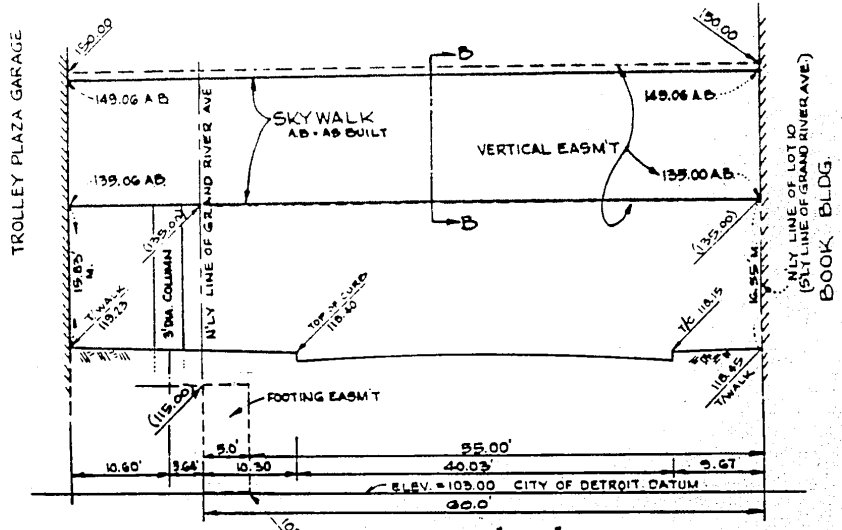 150.00
150.00
TROLLEY PLAZA GARAGE
B
149.06 A.B.
149.06 A.B.
SKYWALK
A.B = AS BUILT
VERTICAL EASM'T
139.06 A.B.
135.00 A.B.
B
(135.02)
(135.00)
15.83' M.
3' DIA. COLUMN
N'LY LINE OF GRAND RIVER AVE
16.55' M.
N'LY LINE OF LOT 10
(S'LY LINE OF GRAND RIVER AVE.)
BOOK BLDG.
T/WALK
119.23
TOP OF CURB
118.40
T/C 118.15
118.45
T/WALK
(115.00)
FOOTING EASM'T
5.0'
55.00'
10.60'
3.64'
10.30
40.03'
9.67'
ELEV. = 103.00 CITY OF DETROIT DATUM
60.0'